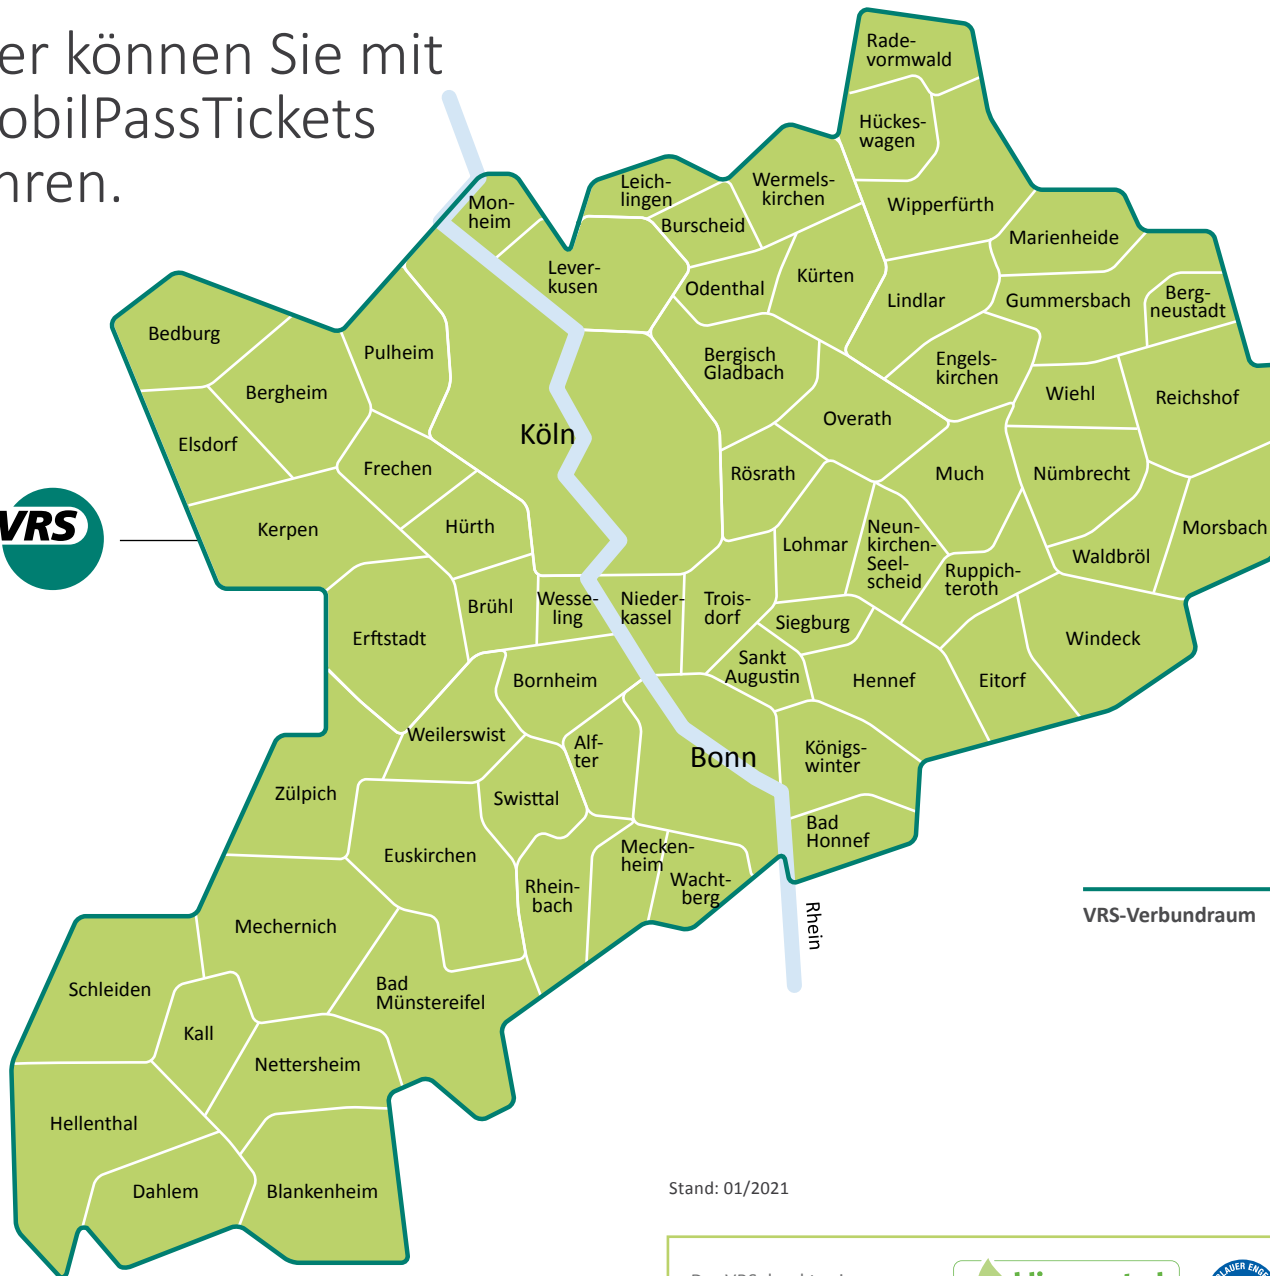 er können Sie mit
obilPassTickets
hren.
Rade-
vormwald
Hückes-
wagen
Wipperfürth
Leich-
lingen
Wermels-
kirchen
Burscheid
Mon-
heim
Marienheide
Lever-
kusen
Odenthal
Kürten
Lindlar
Gummersbach
Berg-
neustadt
Bedburg
Pulheim
Bergheim
Bergisch
Gladbach
Engels-
kirchen
Wiehl
Reichshof
Elsdorf
Köln
Overath
Frechen
Rösrath
Much
Nümbrecht
VRS
Kerpen
Hürth
Lohmar
Neun-
kirchen-
Seel-
scheid
Morsbach
Waldbröl
Ruppich-
teroth
Brühl
Wesse-
ling
Nieder-
kassel
Trois-
dorf
Siegburg
Erftstadt
Windeck
Sankt
Augustin
Bornheim
Hennef
Eitorf
Weilerswist
Alf-
ter
Bonn
Königs-
winter
Zülpich
Swisttal
Bad
Honnef
Euskirchen
Mecken-
heim
Wacht-
berg
Rhein-
bach
Rhein
VRS-Verbundraum
Mechernich
Schleiden
Bad
Münstereifel
Kall
Nettersheim
Hellenthal
Dahlem
Blankenheim
Stand: 01/2021